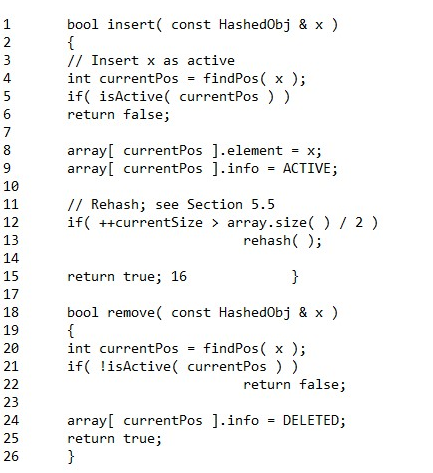 1 bool insert( const HashedObj & x )
2 {
3 // Insert x as active
4 int currentPos = findPos( x );
5 if( isActive( currentPos ) )
6 return false;
7
8 array[ currentPos ].element = x;
9 array[ currentPos ].info = ACTIVE;
10
11 // Rehash; see Section 5.5
12 if( ++currentSize > array.size( ) / 2 )
13 rehash( );
14
15 return true; 16 }
17
18 bool remove( const HashedObj & x )
19 {
20 int currentPos = findPos( x );
21 if( !isActive( currentPos ) )
22 return false;
23
24 array[ currentPos ].info = DELETED;
25 return true;
26 }